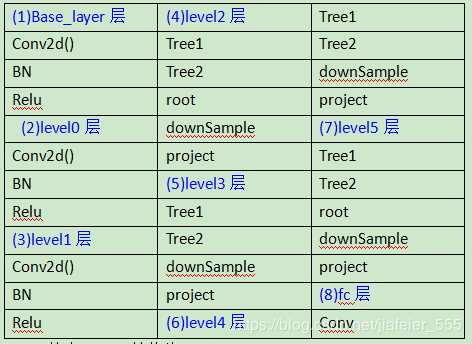 (1)Base_layer 层
Conv2d()
BN
Relu
(2)level0 层
Conv2d()
BN
Relu
(3)level1 层
Conv2d()
BN
Relu
(4)level2 层
Tree1
Tree2
root
downSample
project
(5)level3 层
Tree1
Tree2
downSample
project
(6)level4 层
Tree1
Tree2
downSample
project
(7)level5 层
Tree1
Tree2
root
downSample
project
(8)fc 层
Conv
https://blog.csdn.net/jiafeier_555